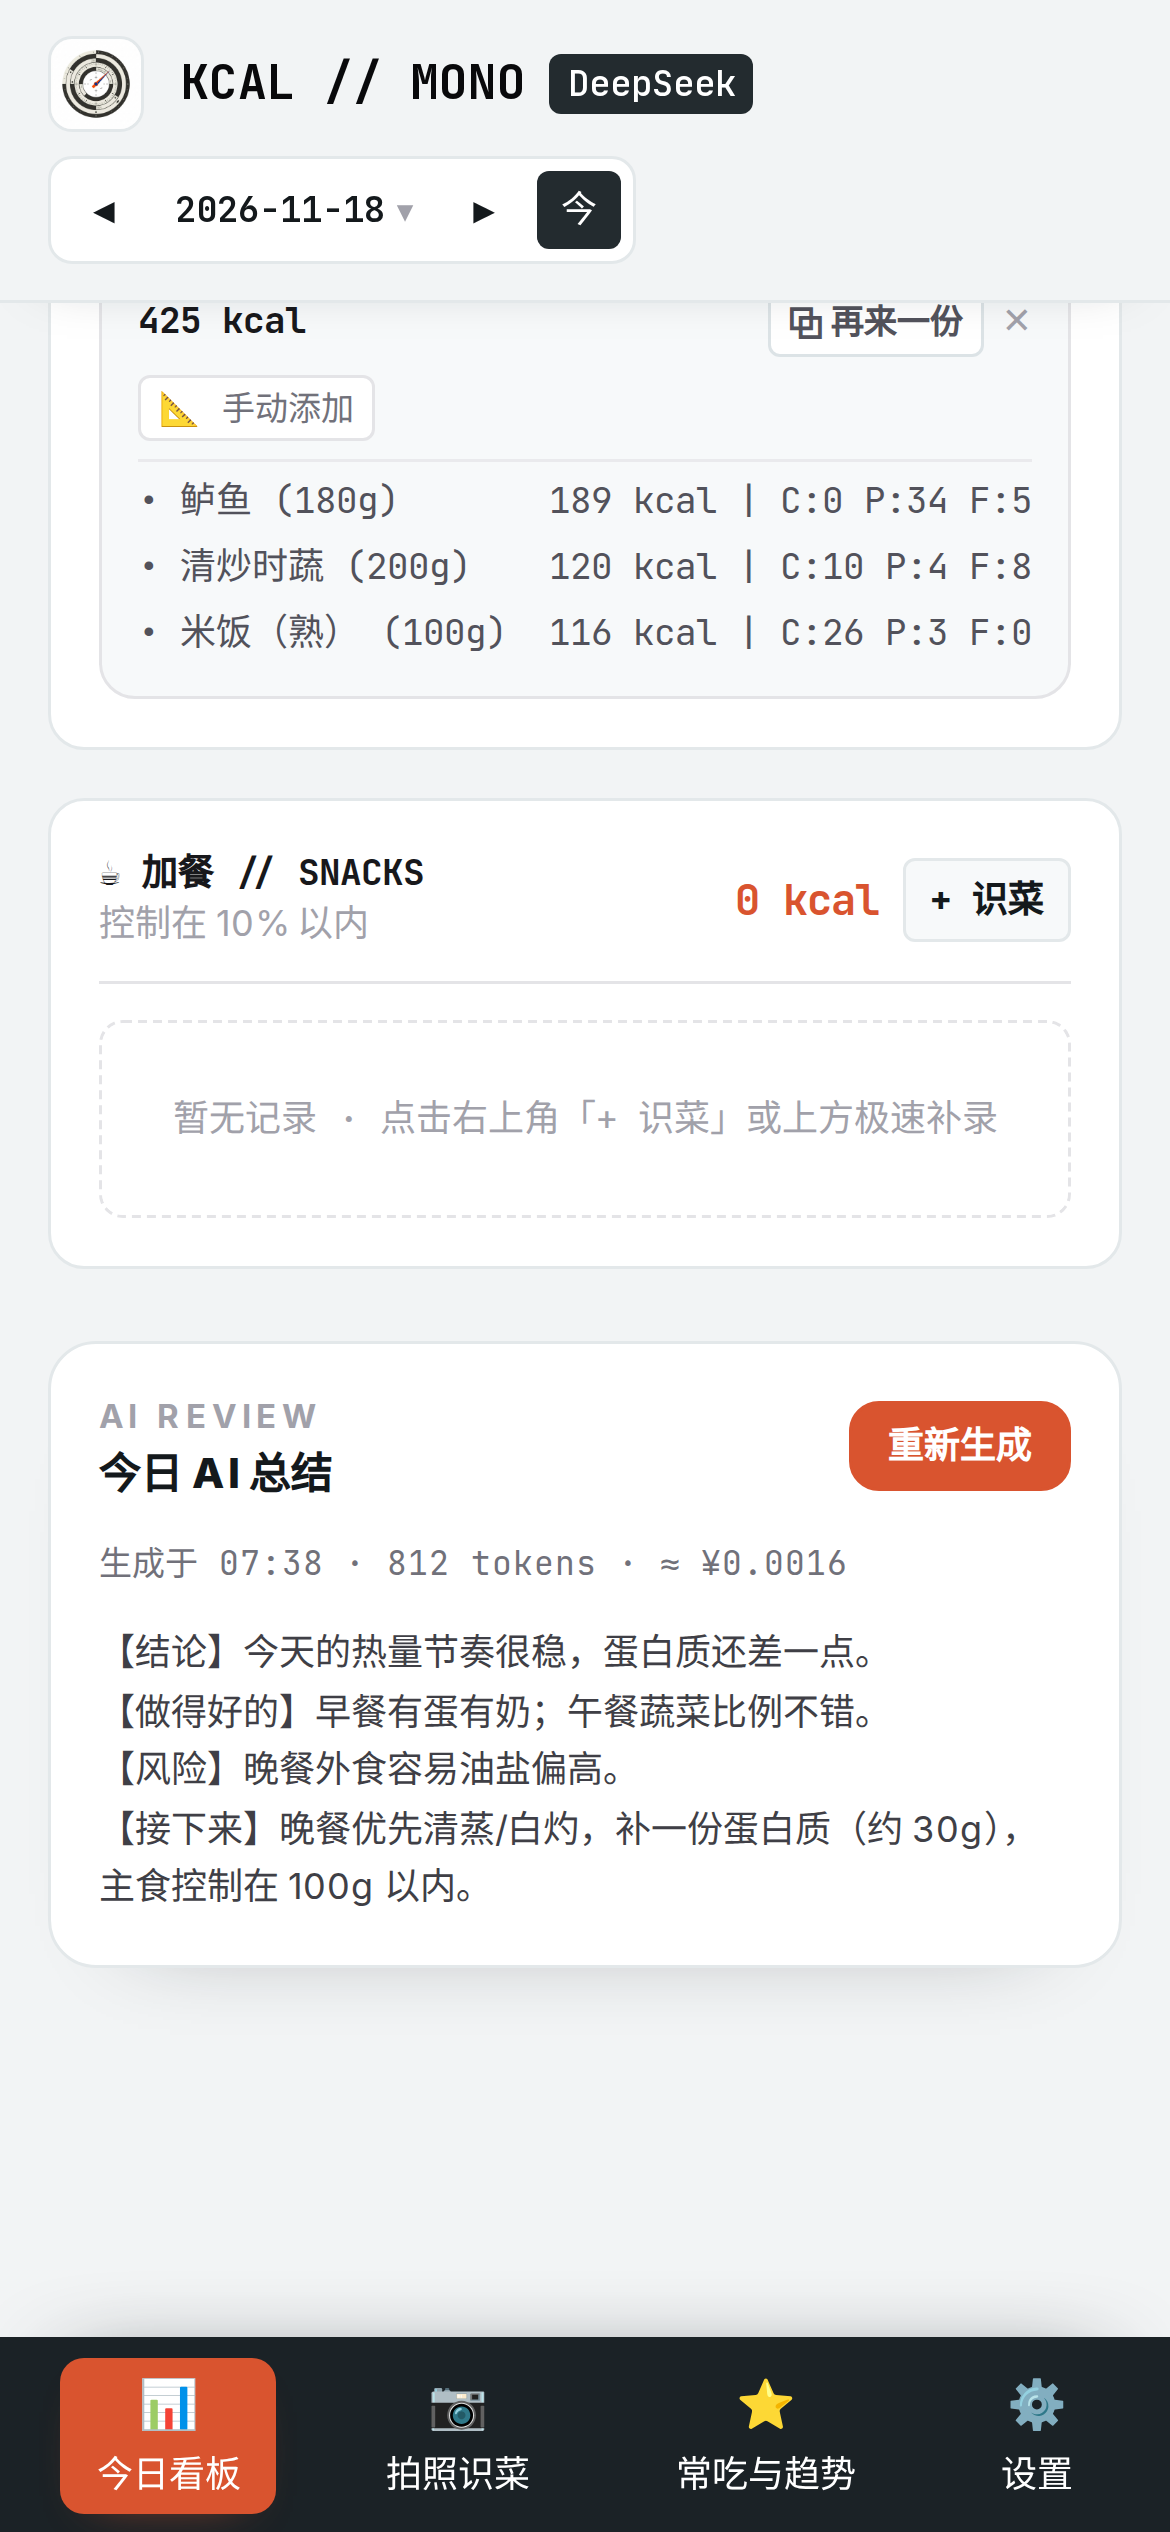 KCAL // MONO DeepSeek
◀ 2026-11-18 ▼ ▶ 今
425 kcal 再来一份 ✕
📐 手动添加
• 鲈鱼 (180g) 189 kcal | C:0 P:34 F:5
• 清炒时蔬 (200g) 120 kcal | C:10 P:4 F:8
• 米饭（熟） (100g) 116 kcal | C:26 P:3 F:0
☕ 加餐 // SNACKS
控制在 10% 以内
0 kcal + 识菜
暂无记录 · 点击右上角「+ 识菜」或上方极速补录
AI REVIEW
今日 AI 总结
重新生成
生成于 07:38 · 812 tokens · ≈ ¥0.0016
【结论】今天的热量节奏很稳，蛋白质还差一点。
【做得好的】早餐有蛋有奶；午餐蔬菜比例不错。
【风险】晚餐外食容易油盐偏高。
【接下来】晚餐优先清蒸/白灼，补一份蛋白质（约 30g），
主食控制在 100g 以内。
今日看板 拍照识菜 常吃与趋势 设置